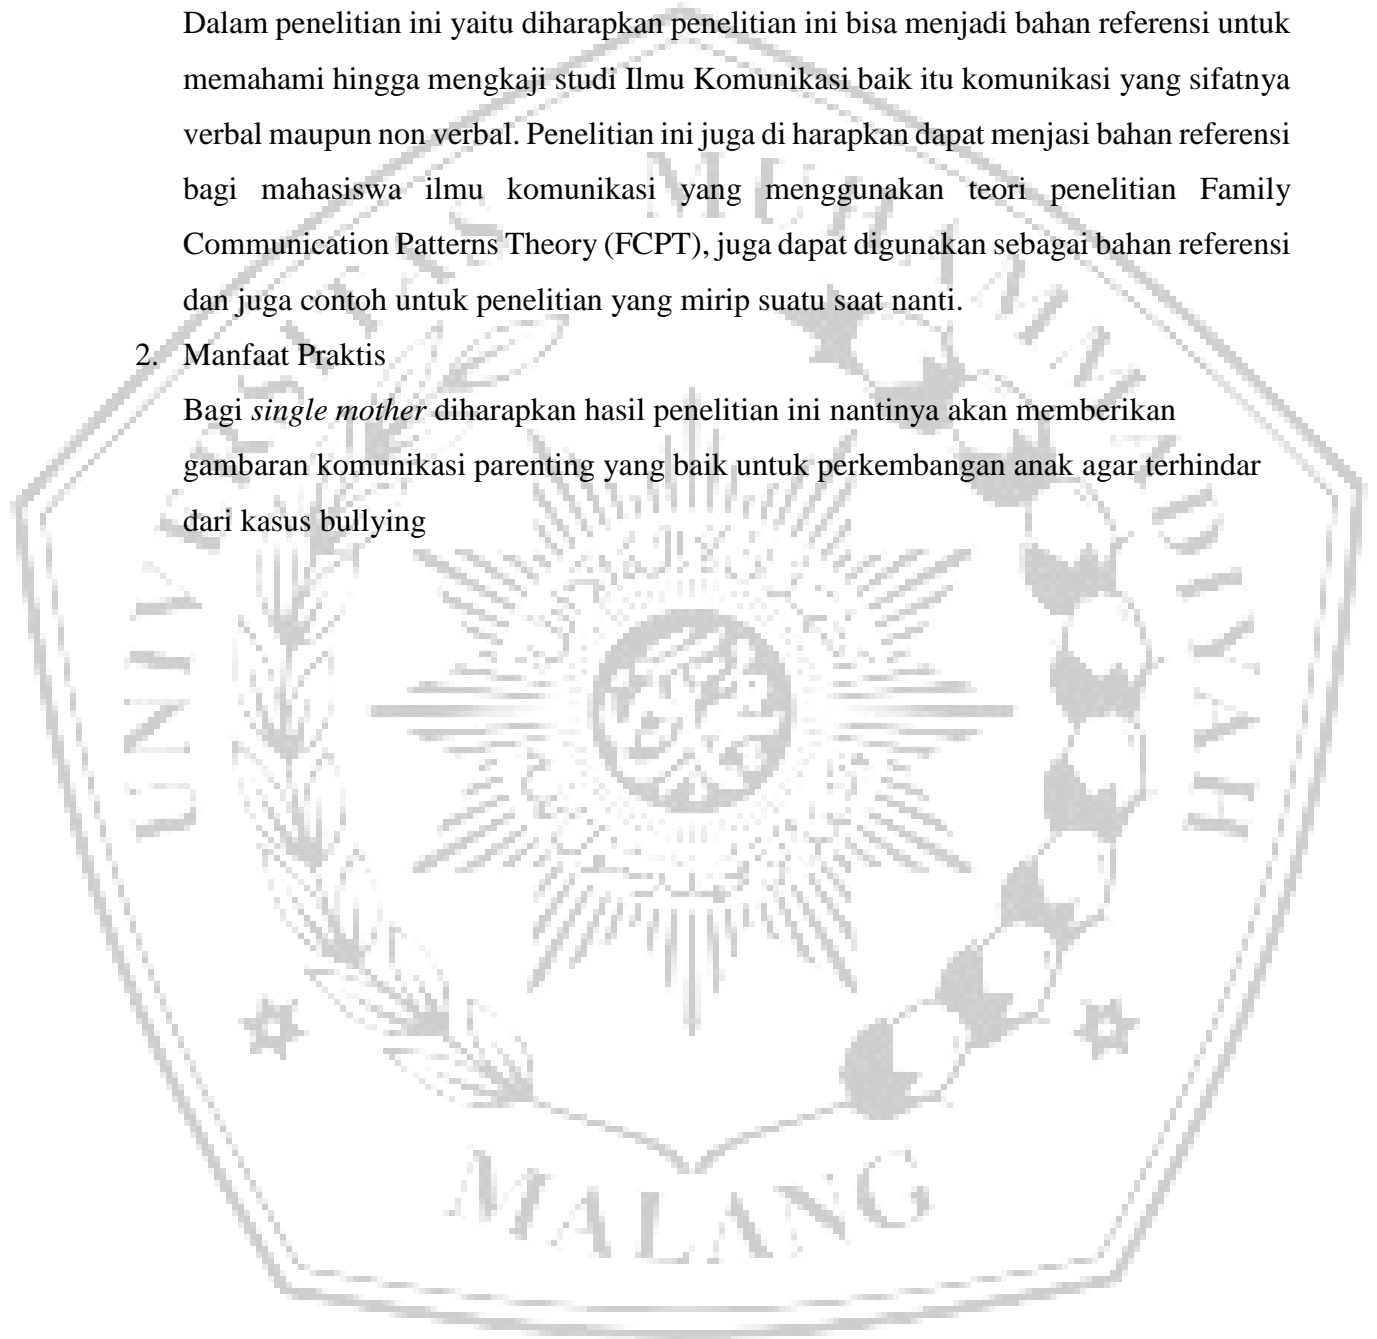 Dalam penelitian ini yaitu diharapkan penelitian ini bisa menjadi bahan referensi untuk
memahami hingga mengkaji studi Ilmu Komunikasi baik itu komunikasi yang sifatnya
verbal maupun non verbal. Penelitian ini juga di harapkan dapat menjasi bahan referensi
bagi mahasiswa ilmu komunikasi yang menggunakan teori penelitian Family
Communication Patterns Theory (FCPT), juga dapat digunakan sebagai bahan referensi
dan juga contoh untuk penelitian yang mirip suatu saat nanti.
2. Manfaat Praktis
Bagi single mother diharapkan hasil penelitian ini nantinya akan memberikan
gambaran komunikasi parenting yang baik untuk perkembangan anak agar terhindar
dari kasus bullying
UNIVERSITAS MUHAMMADIYAH
MALANG